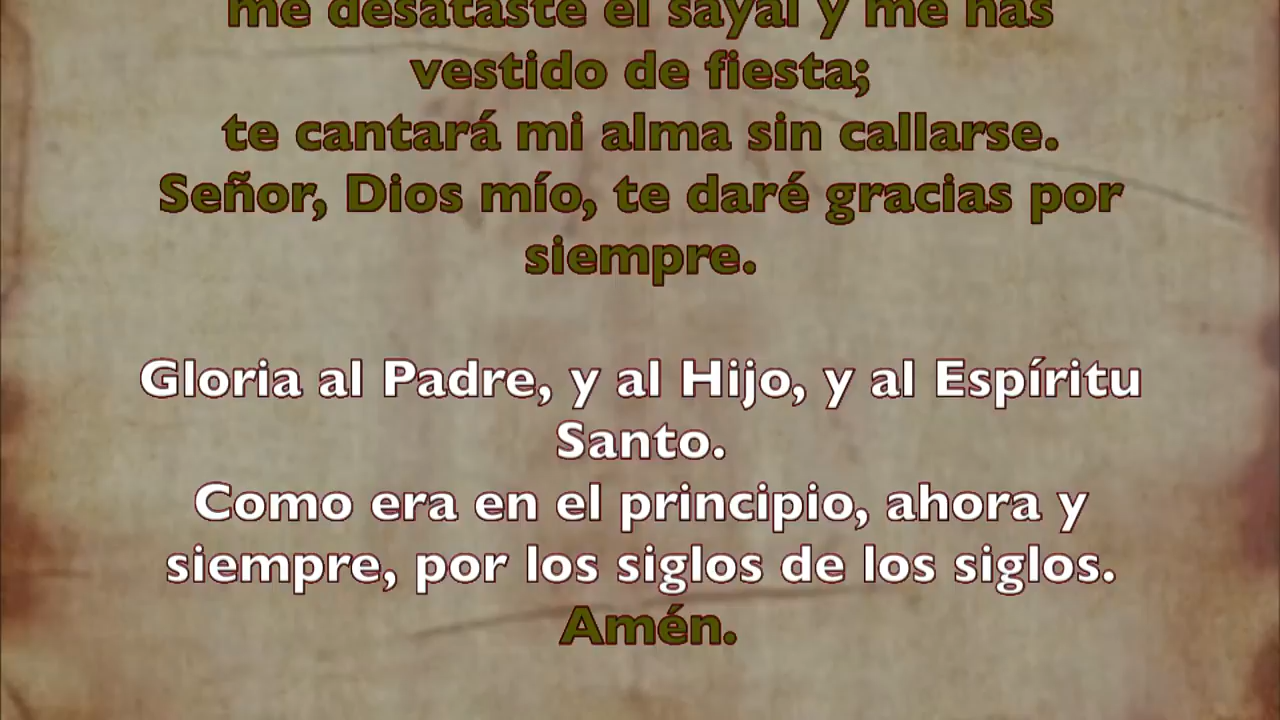 me desataste el sayal y me has
vestido de fiesta;
te cantará mi alma sin callarse.
Señor, Dios mío, te daré gracias por
siempre.
Gloria al Padre, y al Hijo, y al Espíritu
Santo.
Como era en el principio, ahora y
siempre, por los siglos de los siglos.
Amén.